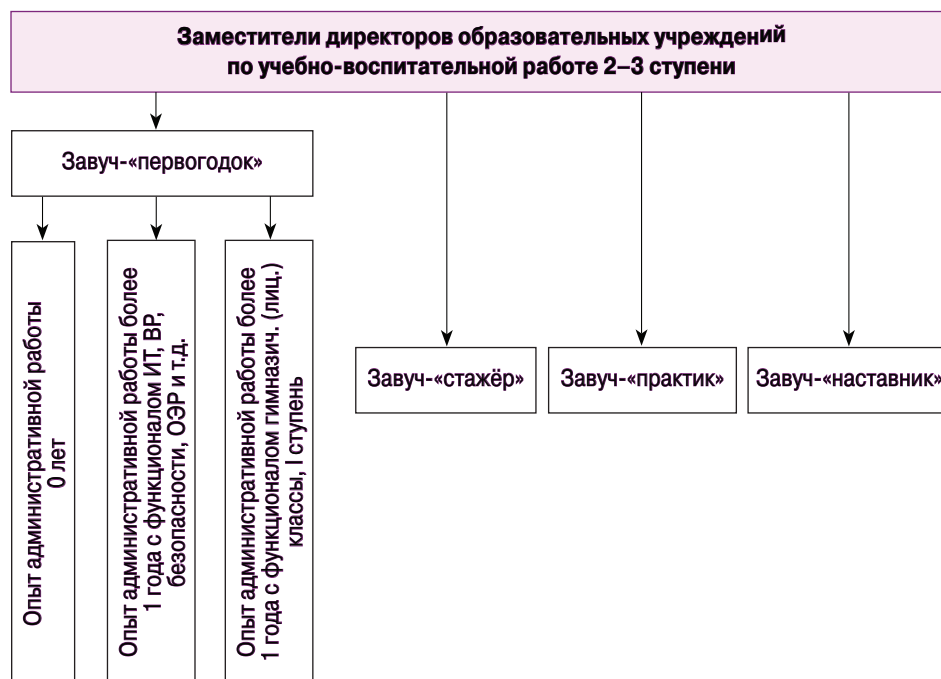 Заместители директоров образовательных учреждений
по учебно-воспитательной работе 2–3 ступени
Завуч-«первогодок»
Опыт административной работы
0 лет
Опыт административной работы более
1 года с функционалом ИТ, ВР,
безопасности, ОЭР и т.д.
Опыт административной работы более
1 года с функционалом гимназич. (лиц.)
классы, I ступень
Завуч-«стажёр»
Завуч-«практик»
Завуч-«наставник»